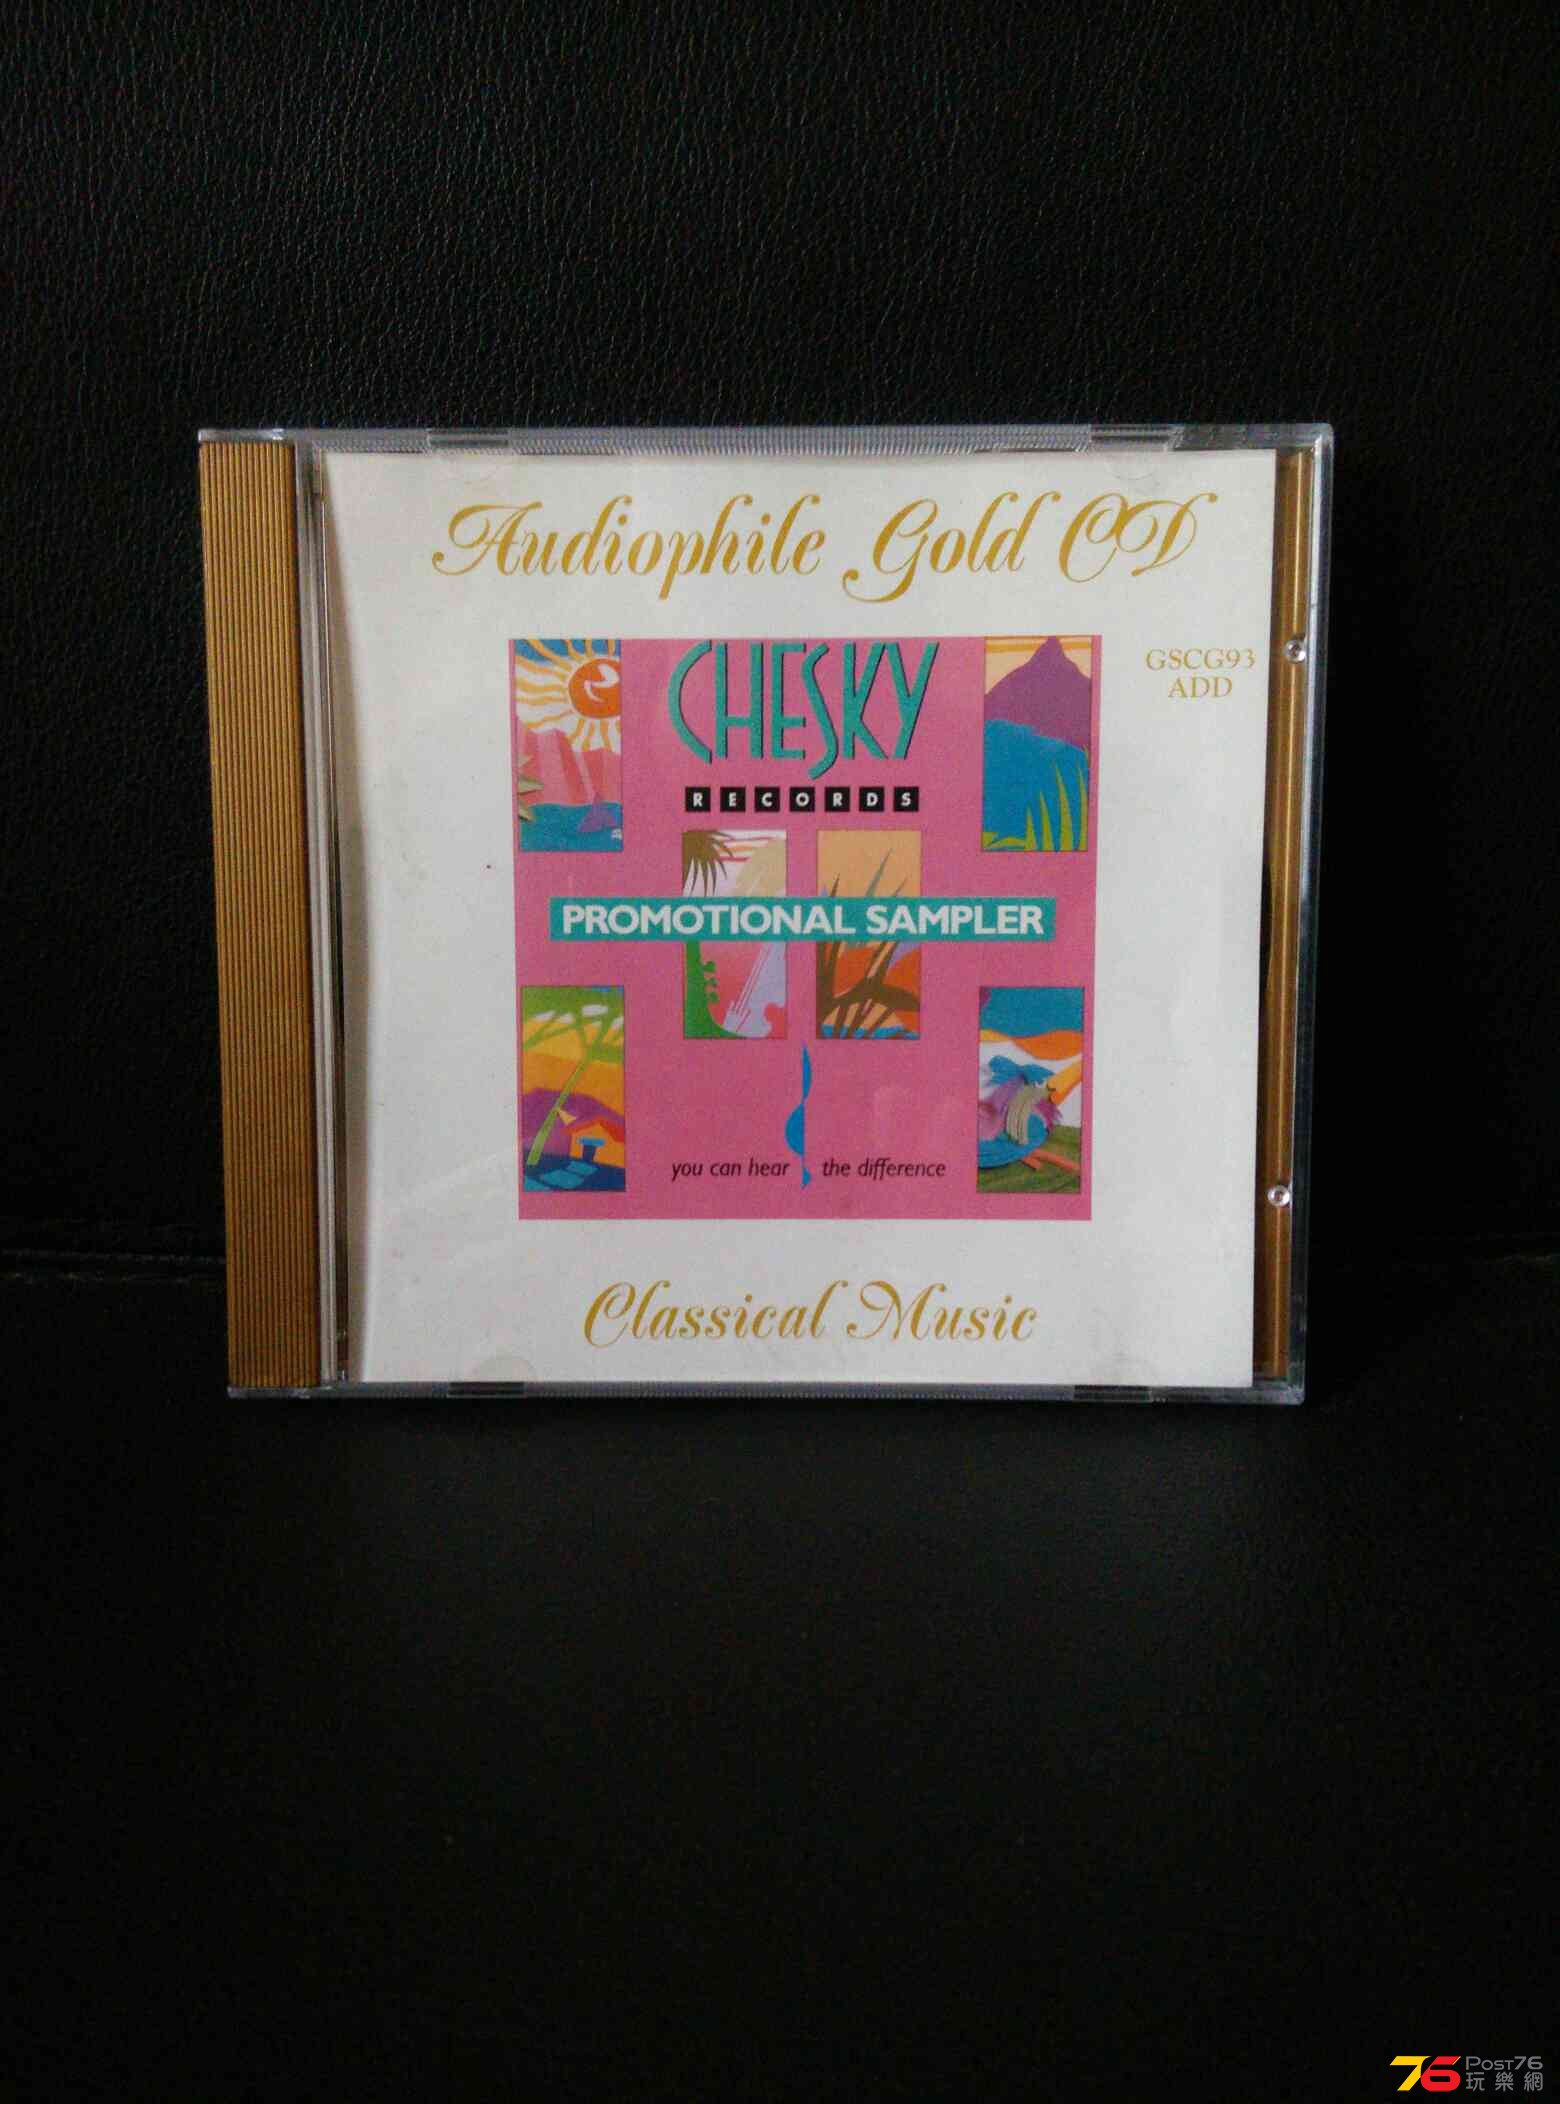 Audiophile Gold CD
CHESKY
RECORDS
GSCG93
ADD
PROMOTIONAL SAMPLER
you can hear the difference
Classical Music
76 POST76
玩樂網